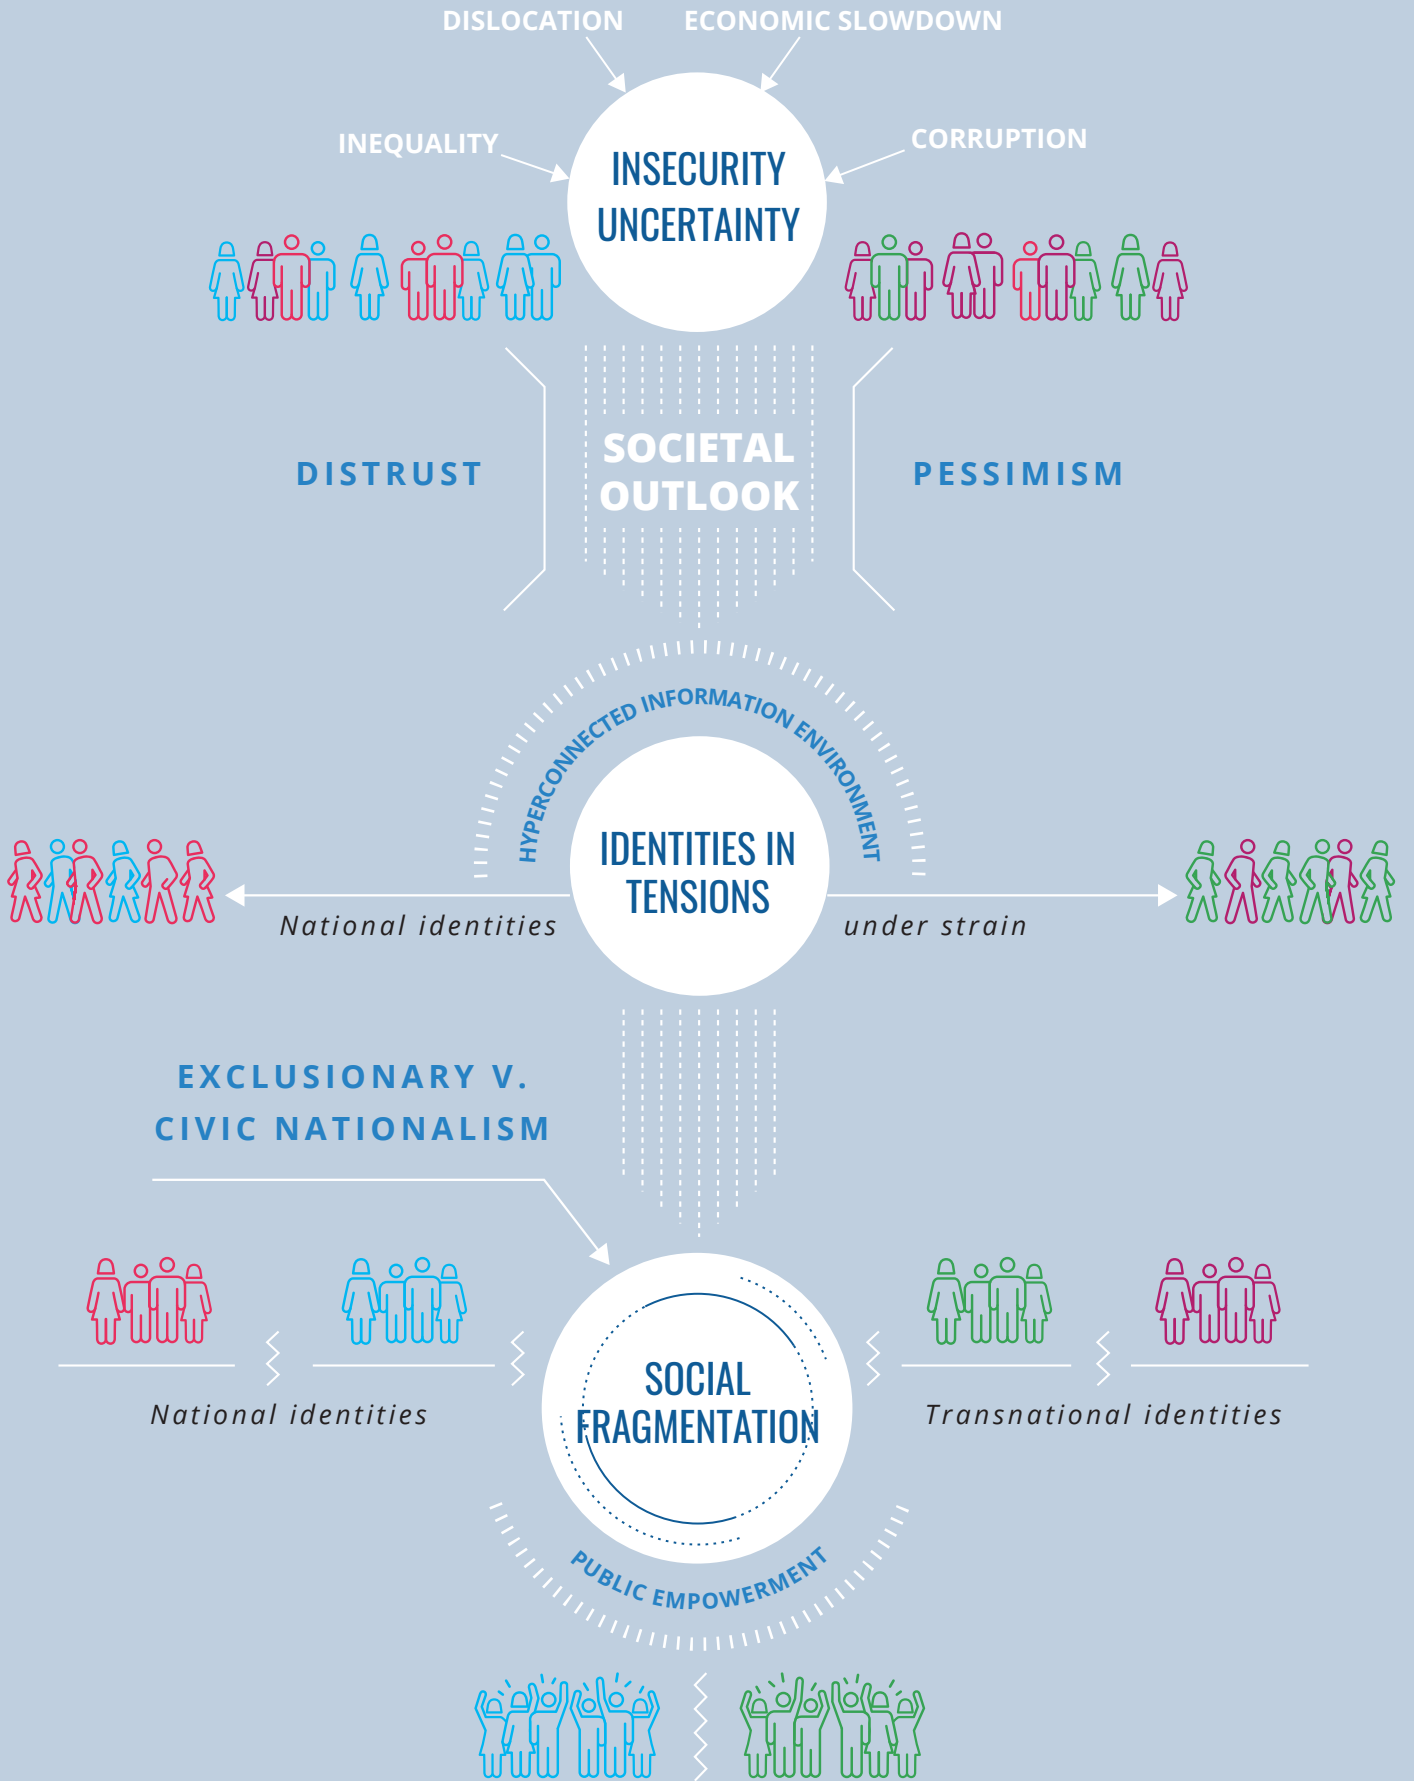 DISLOCATION
ECONOMIC SLOWDOWN
INEQUALITY
CORRUPTION
INSECURITY
UNCERTAINTY
DISTRUST
SOCIETAL
OUTLOOK
PESSIMISM
HYPERCONNECTED INFORMATION ENVIRONMENT
IDENTITIES IN
TENSIONS
National identities
under strain
EXCLUSIONARY V.
CIVIC NATIONALISM
SOCIAL
FRAGMENTATION
National identities
Transnational identities
PUBLIC EMPOWERMENT